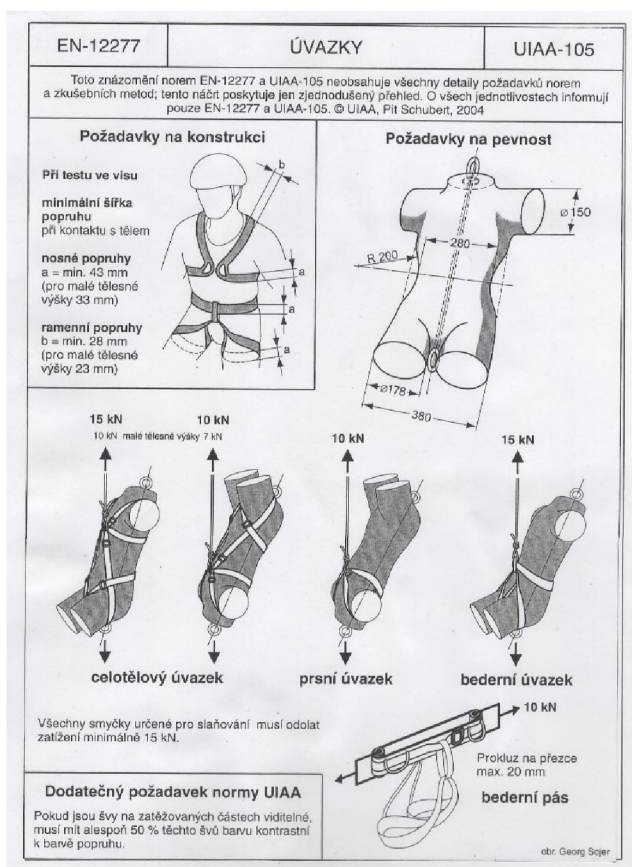 EN-12277
ÚVAZKY
UIAA-105
Toto znázornění norem EN-12277 a UIAA-105 neobsahuje všechny detaily požadavků norem
a zkušebních metod; tento náčrt poskytuje jen zjednodušený přehled. O všech jednotlivostech informují
pouze EN-12277 a UIAA-105. © UIAA, Pit Schubert, 2004
Požadavky na konstrukci
Při testu ve visu
minimální šířka
popruhu
při kontaktu s tělem
nosné popruhy
a = min. 43 mm
(pro malé tělesné
výšky 33 mm)
ramenní popruhy
b = min. 28 mm
(pro malé tělesné
výšky 23 mm)
b
a
a
a
Požadavky na pevnost
ø150
280
R 200
ø178
380
15 kN
10 kN
10 kN malé tělesné výšky 7 kN
10 kN
15 kN
celotělový úvazek
prsní úvazek
bederní úvazek
Všechny smyčky určené pro slaňování musí odolat
zatížení minimálně 15 kN.
10 kN
Prokluz na přezce
max. 20 mm
bederní pás
Dodatečný požadavek normy UIAA
Pokud jsou švy na zatěžovaných částech viditelné,
musí mít alespoň 50 % těchto švů barvu kontrastní
k barvě popruhu.
obr. Georg Sojer